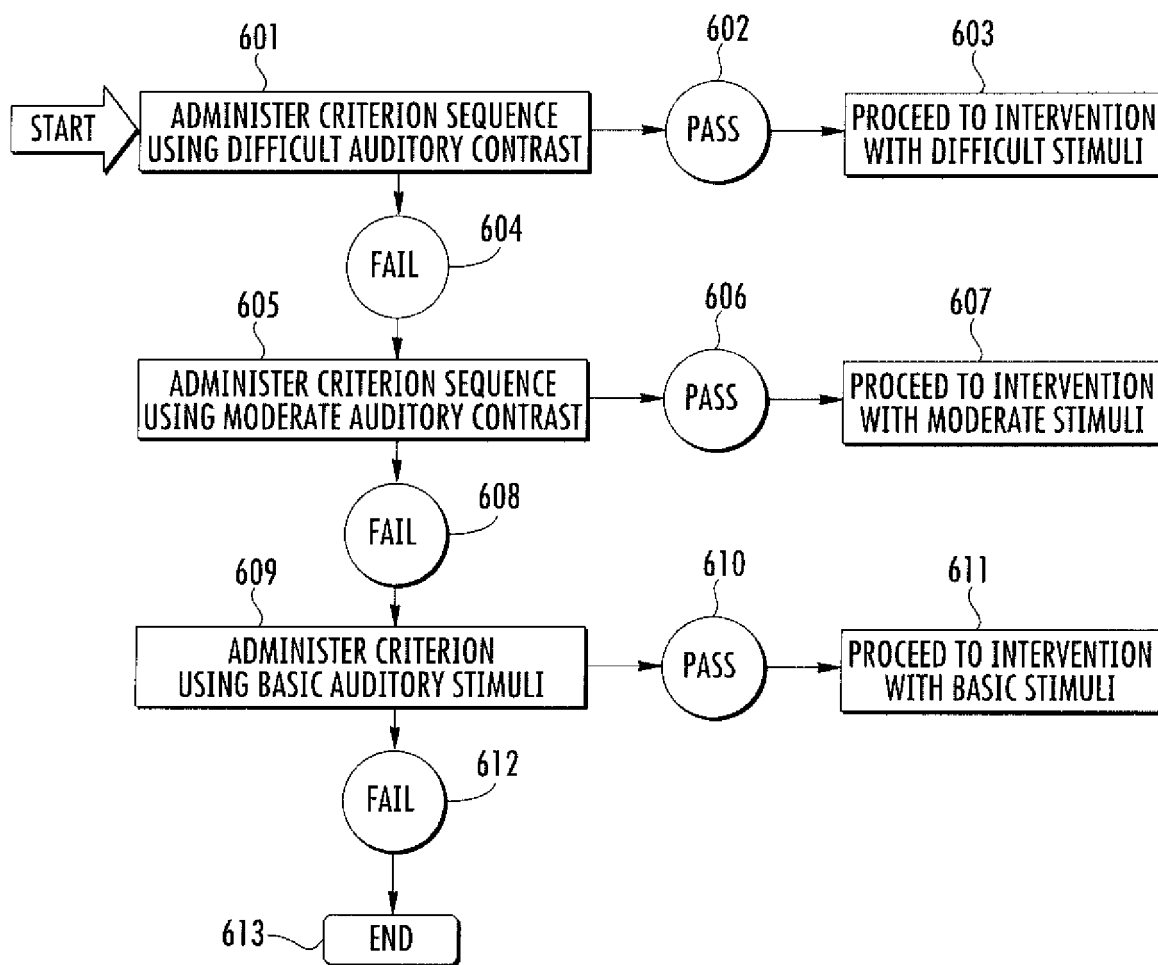 601
602
603
START
ADMINISTER CRITERION SEQUENCE
USING DIFFICULT AUDITORY CONTRAST
PASS
PROCEED TO INTERVENTION
WITH DIFFICULT STIMULI
FAIL
604
605
606
607
ADMINISTER CRITERION SEQUENCE
USING MODERATE AUDITORY CONTRAST
PASS
PROCEED TO INTERVENTION
WITH MODERATE STIMULI
FAIL
608
609
610
611
ADMINISTER CRITERION
USING BASIC AUDITORY STIMULI
PASS
PROCEED TO INTERVENTION
WITH BASIC STIMULI
FAIL
612
613
END